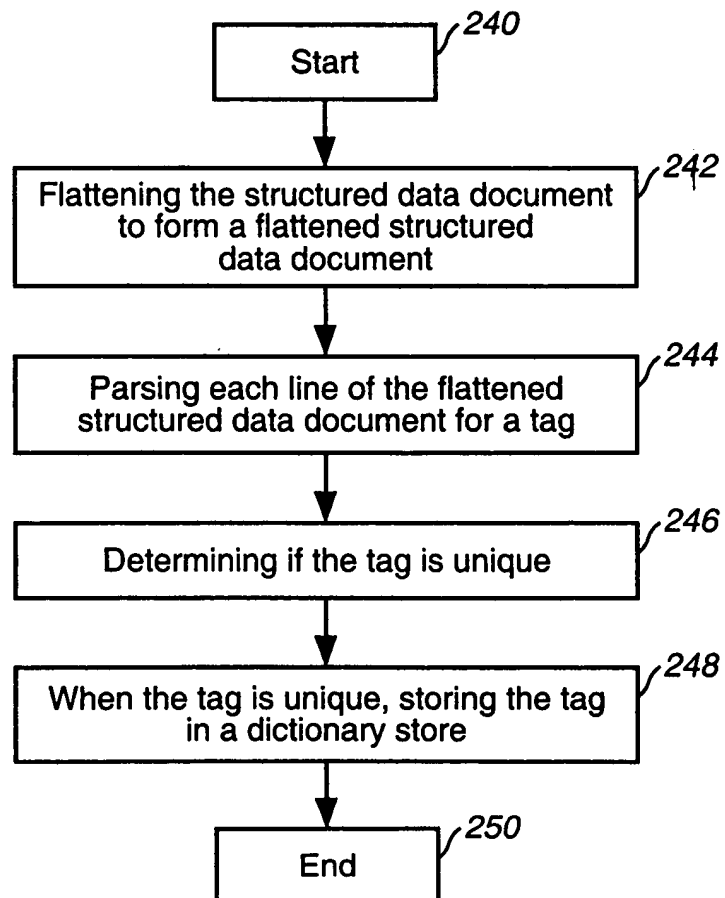 240
Start
242
Flattening the structured data document
to form a flattened structured
data document
244
Parsing each line of the flattened
structured data document for a tag
246
Determining if the tag is unique
248
When the tag is unique, storing the tag
in a dictionary store
250
End